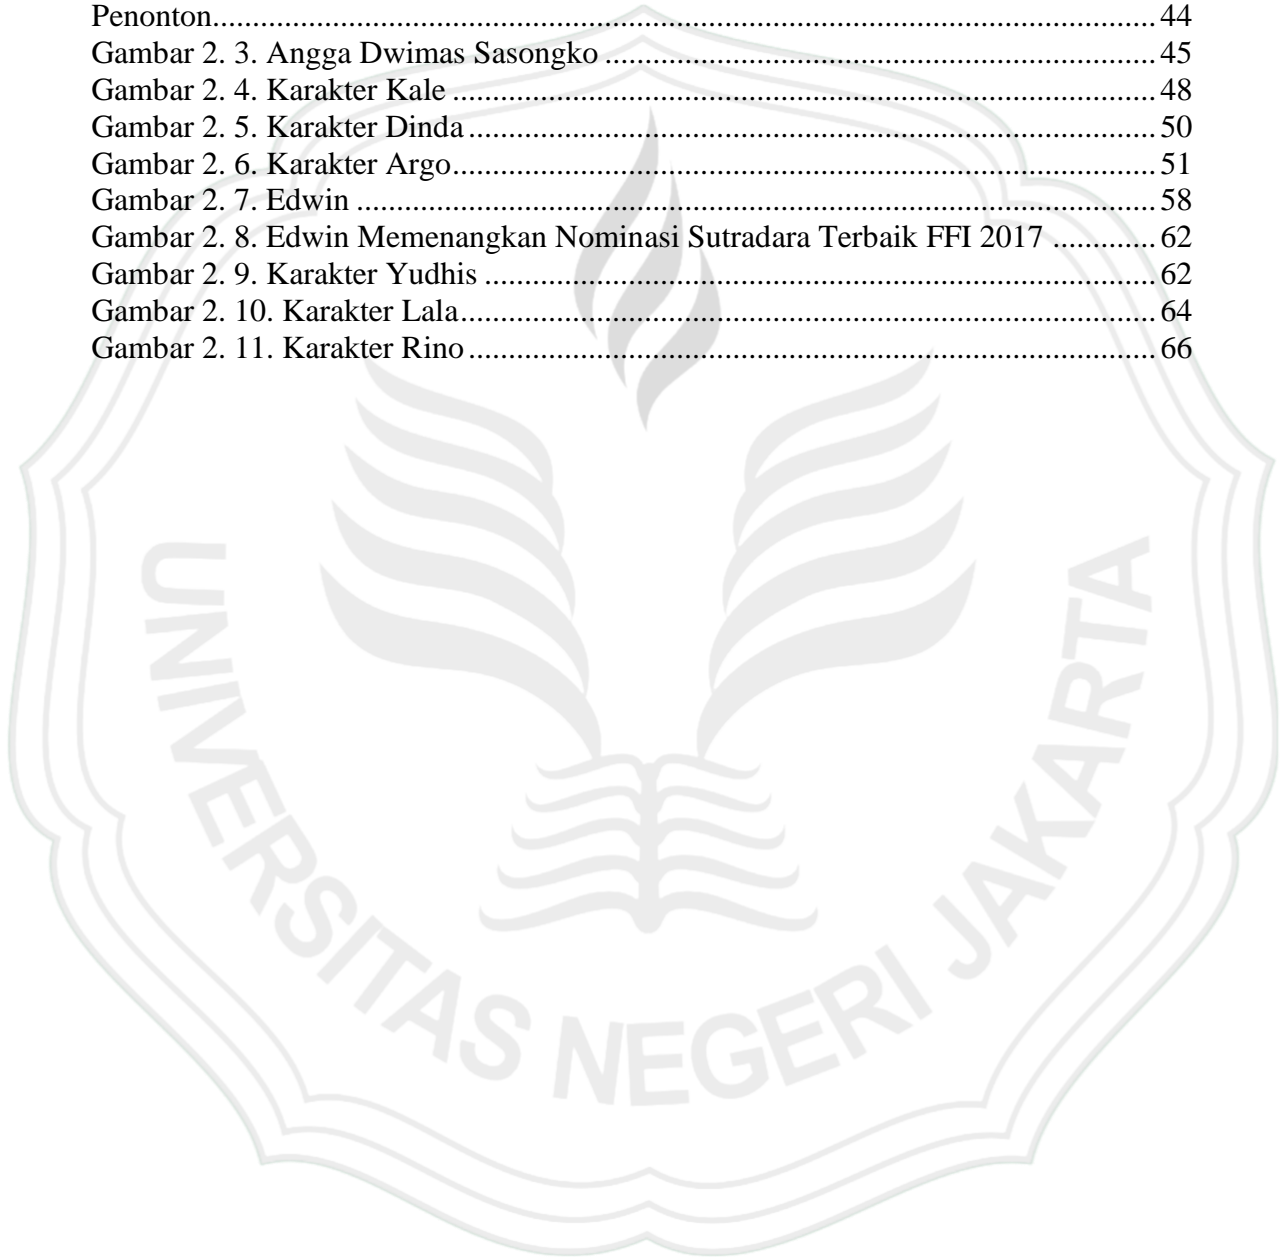 Penonton........................................................................................................................ 44
Gambar 2. 3. Angga Dwimas Sasongko ...................................................................... 45
Gambar 2. 4. Karakter Kale ......................................................................................... 48
Gambar 2. 5. Karakter Dinda ....................................................................................... 50
Gambar 2. 6. Karakter Argo......................................................................................... 51
Gambar 2. 7. Edwin ..................................................................................................... 58
Gambar 2. 8. Edwin Memenangkan Nominasi Sutradara Terbaik FFI 2017 ............. 62
Gambar 2. 9. Karakter Yudhis ..................................................................................... 62
Gambar 2. 10. Karakter Lala........................................................................................ 64
Gambar 2. 11. Karakter Rino ....................................................................................... 66
UNIVERSITAS NEGERI JAKARTA